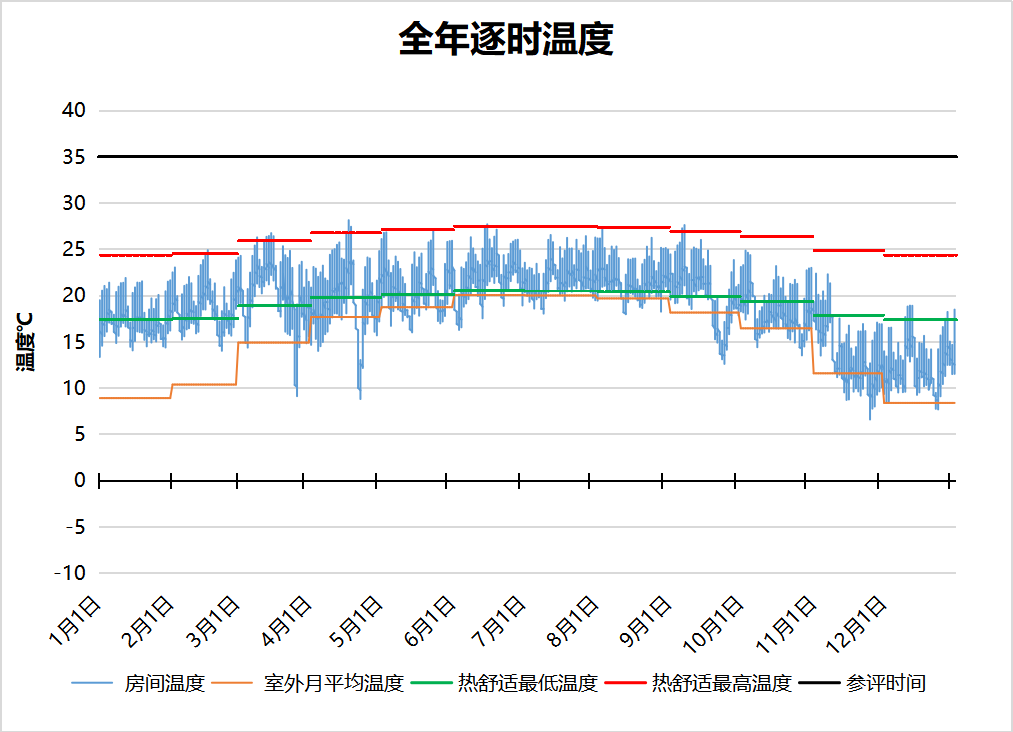 全年逐时温度
温度℃
40
35
30
25
20
15
10
5
0
-5
-10
1月1日
2月1日
3月1日
4月1日
5月1日
6月1日
7月1日
8月1日
9月1日
10月1日
11月1日
12月1日
房间温度 室外月平均温度 热舒适最低温度 热舒适最高温度 参评时间